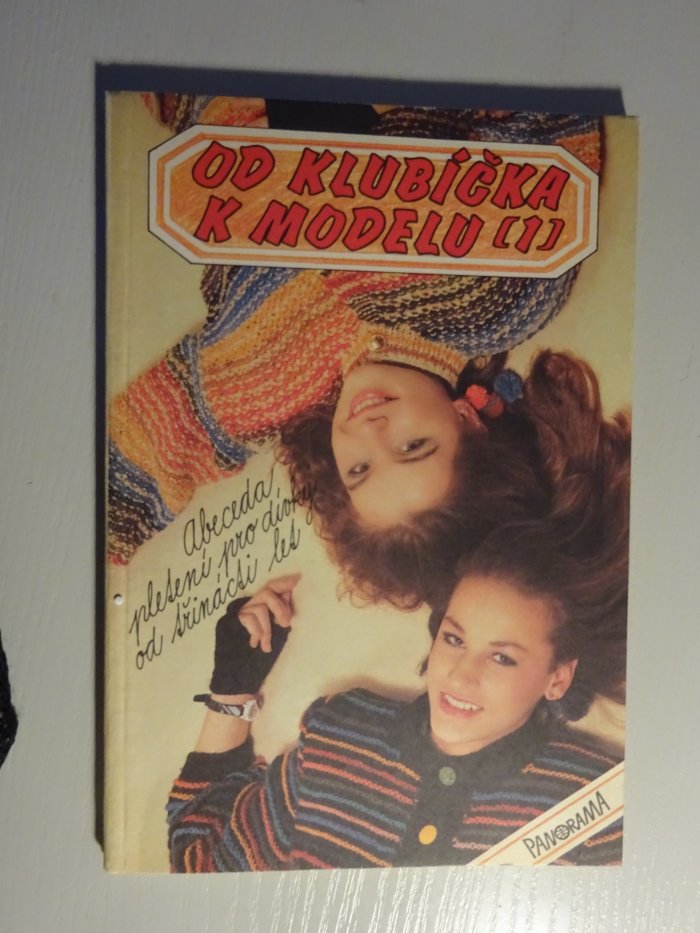 OD KLUBÍČKA
K MODELU (1)
Abeceda
pletení pro dívky
od třinácti let
PANORAMA